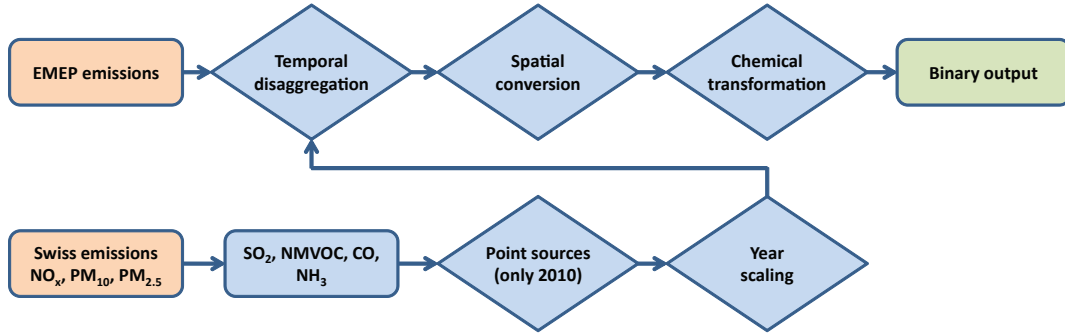 EMEP emissions
Temporal
disaggregation
Spatial
conversion
Chemical
transformation
Binary output
Swiss emissions
NOₓ, PM₁₀, PM₂.₅
SO₂, NMVOC, CO,
NH₃
Point sources
(only 2010)
Year
scaling